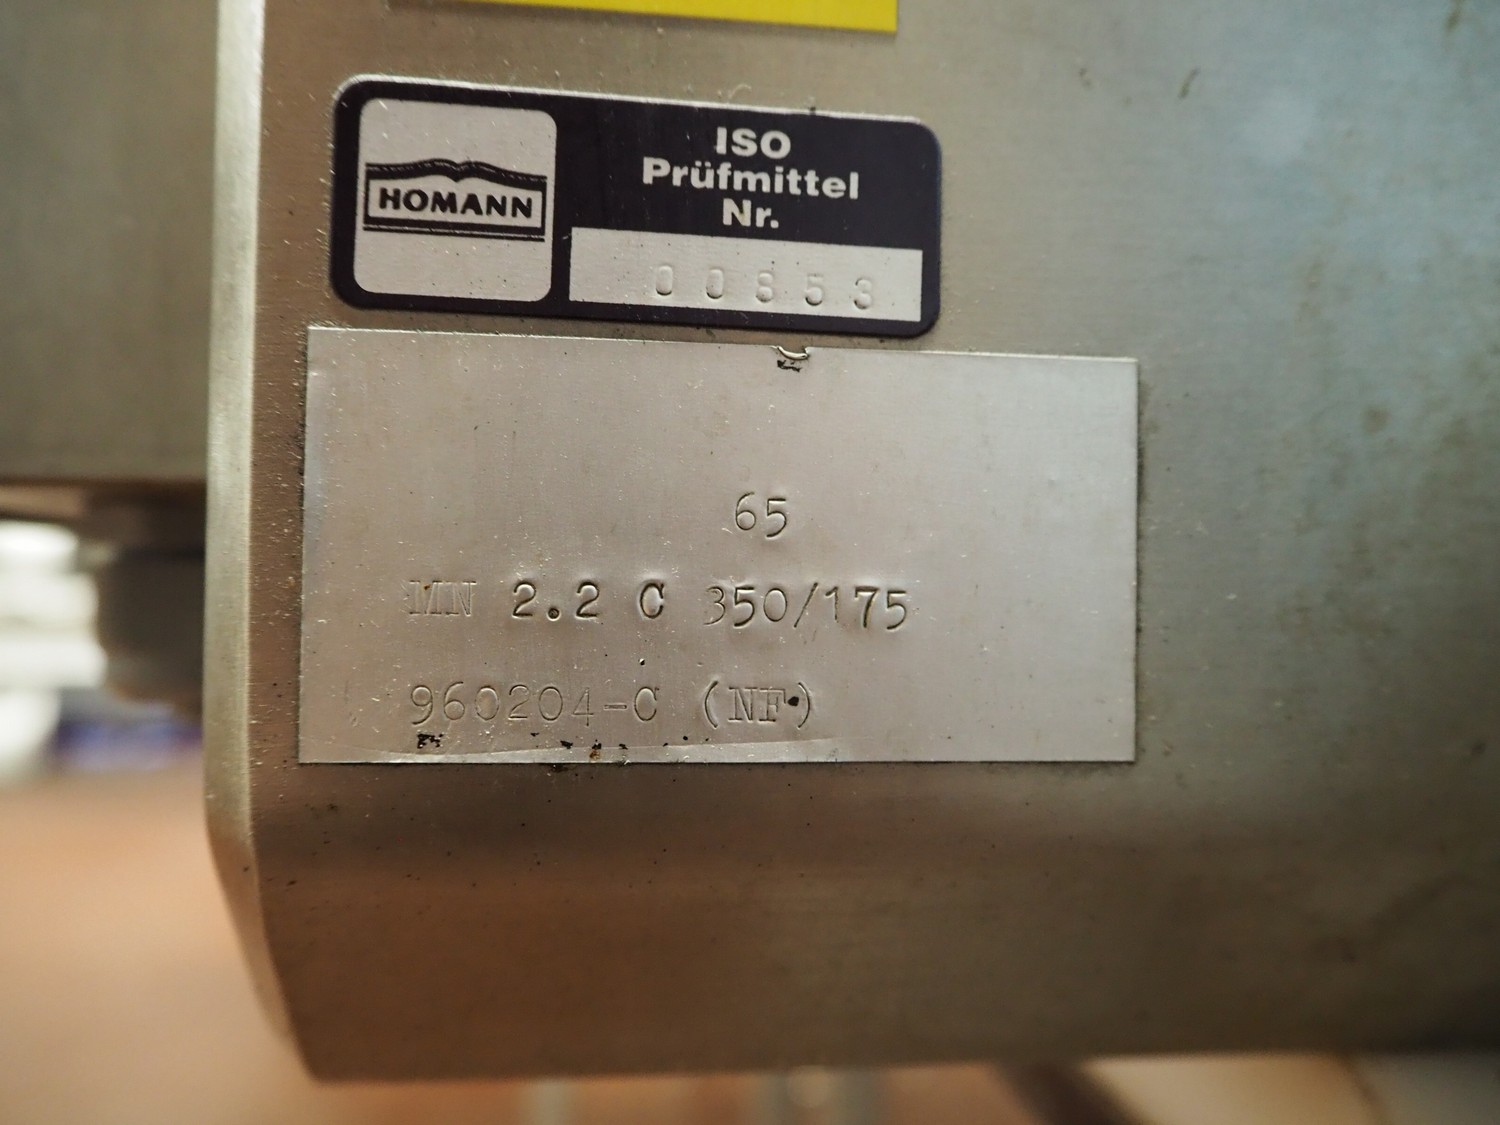 HOMANN
ISO
Prüfmittel
Nr.
00853
65
MN 2.2 C 350/175
960204-C (NF)